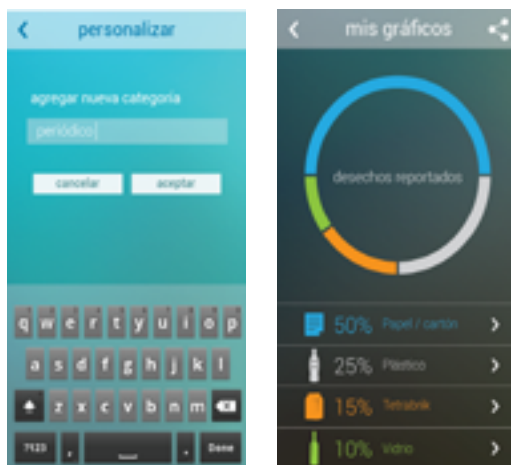 personalizar
agregar nueva categoría
periódico
cancelar aceptar
q w e r t y u i o p
a s d f g h j k l
z x c v b n m
?123 , . Done
mis gráficos
desechos reportados
50% Papel / cartón
25% Plástico
15% Tetrabrik
10% Vidrio